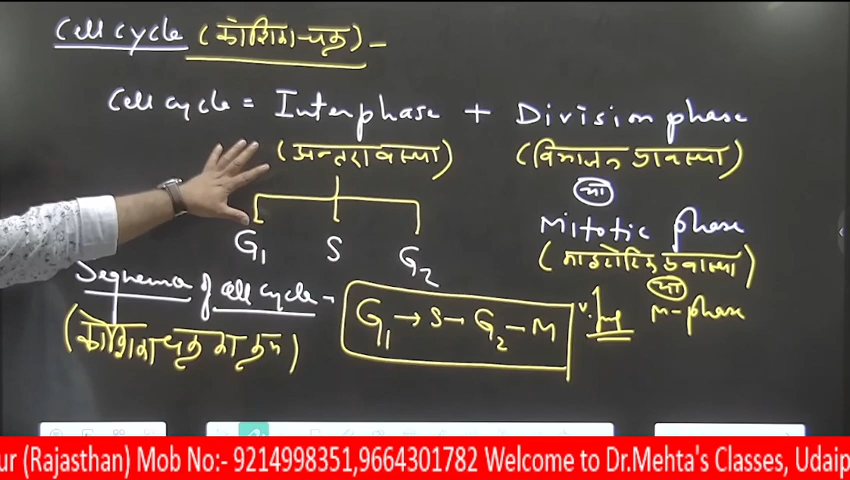 Cell cycle (कोशिका-चक्र) -
Cell cycle = Interphase + Division phase
(अन्तरावस्था) (विभाजन अवस्था)
या
Mitotic phase
G1 S G2
(माइटोटिक अवस्था)
या
M-phase
Sequence of cell cycle -
G1 → S - G2 - M v. Imp
(कोशिका चक्र का क्रम)
ur (Rajasthan) Mob No:- 9214998351,9664301782 Welcome to Dr.Mehta's Classes, Udaip